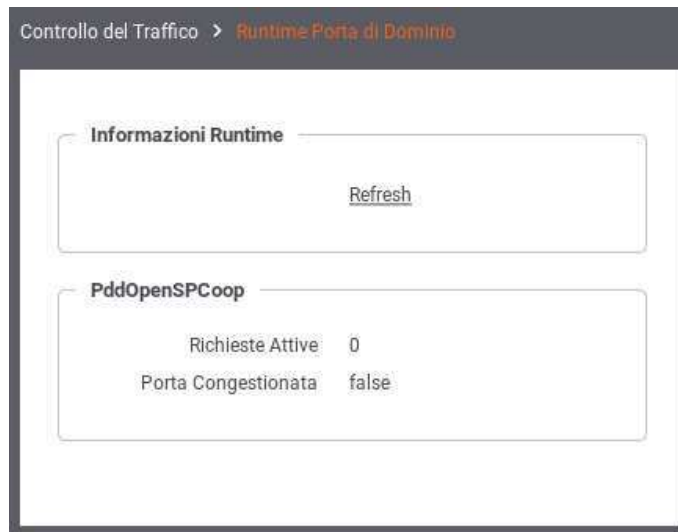 Controllo del Traffico > Runtime Porta di Dominio
Informazioni Runtime
Refresh
PddOpenSPCoop
Richieste Attive 0
Porta Congestionata false